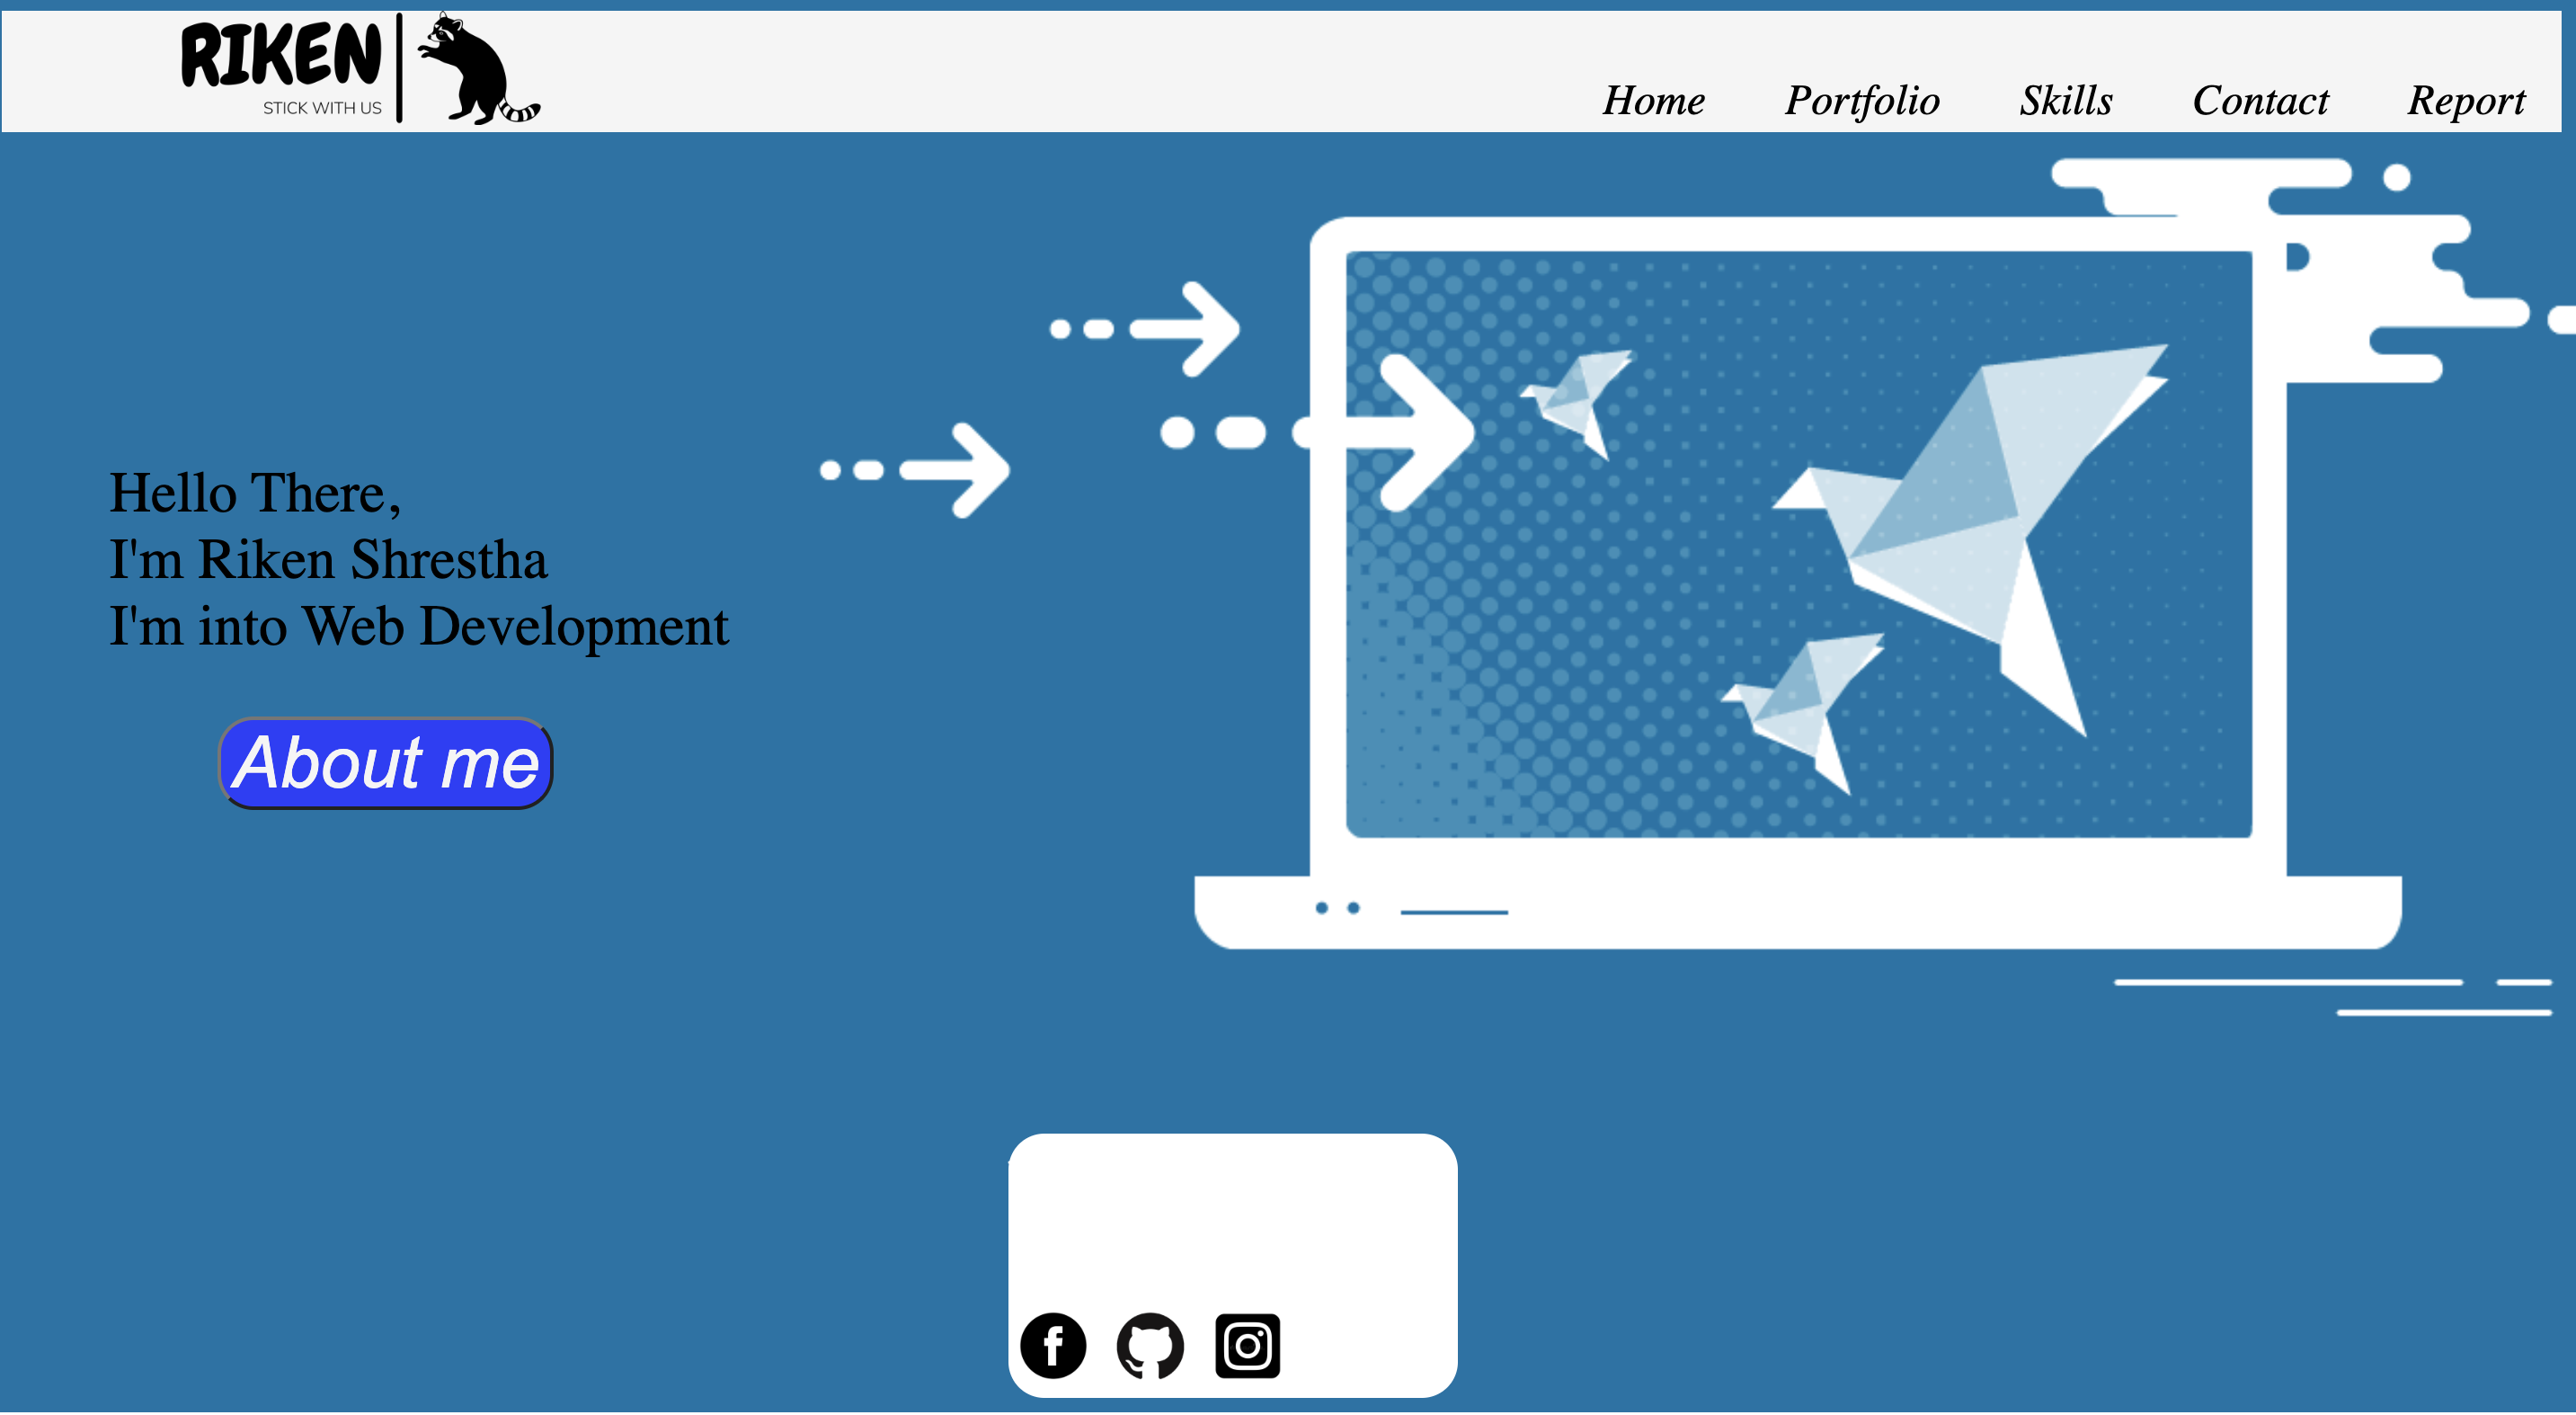 RIKEN
STICK WITH US
Home Portfolio Skills Contact Report
Hello There,
I'm Riken Shrestha
I'm into Web Development
About me